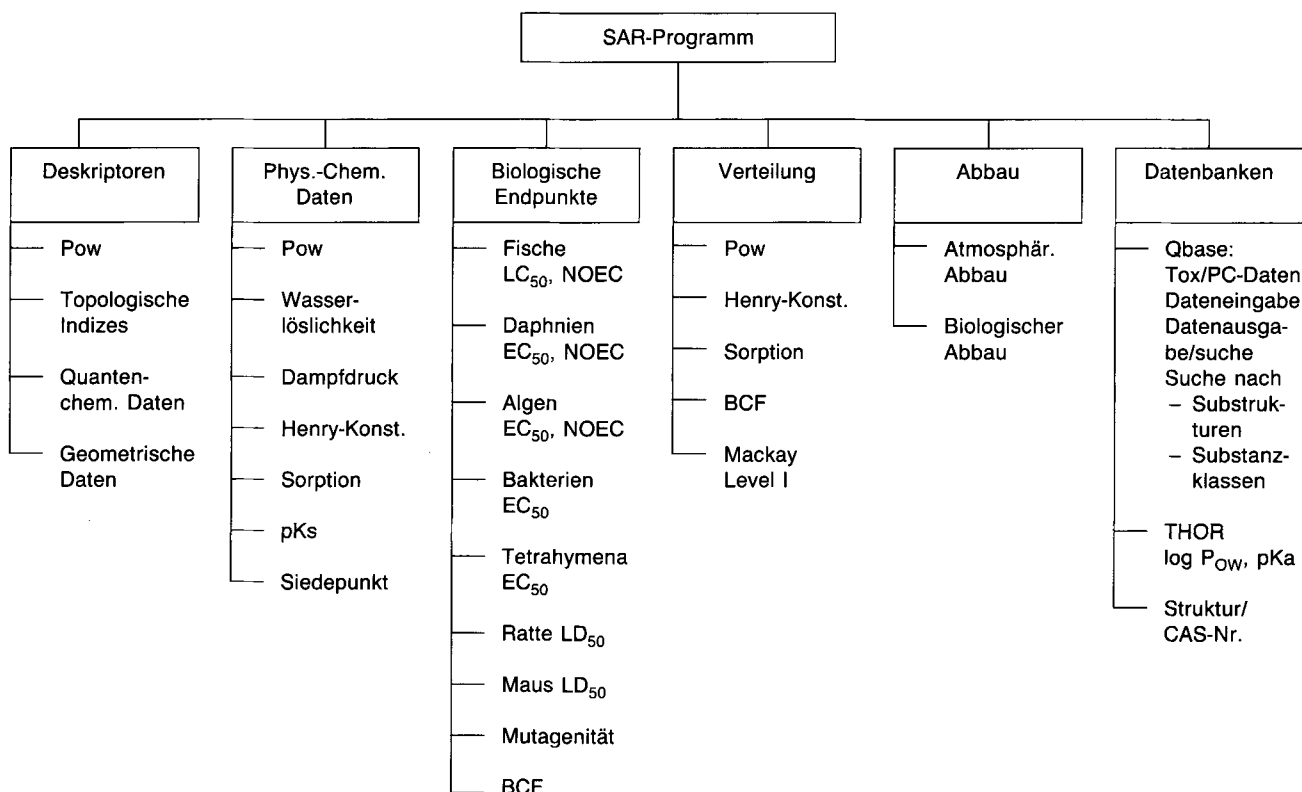 SAR-Programm
Deskriptoren
Pow
Topologische
Indizes
Quanten-
chem. Daten
Geometrische
Daten
Phys.-Chem.
Daten
Pow
Wasser-
löslichkeit
Dampfdruck
Henry-Konst.
Sorption
pKs
Siedepunkt
Biologische
Endpunkte
Fische
LC₅₀, NOEC
Daphnien
EC₅₀, NOEC
Algen
EC₅₀, NOEC
Bakterien
EC₅₀
Tetrahymena
EC₅₀
Ratte LD₅₀
Maus LD₅₀
Mutagenität
BCF
Verteilung
Pow
Henry-Konst.
Sorption
BCF
Mackay
Level I
Abbau
Atmosphär.
Abbau
Biologischer
Abbau
Datenbanken
Qbase:
Tox/PC-Daten
Dateneingabe
Datenausga-
be/suche
Suche nach
– Substruk-
turen
– Substanz-
klassen
THOR
log P_OW, pKa
Struktur/
CAS-Nr.